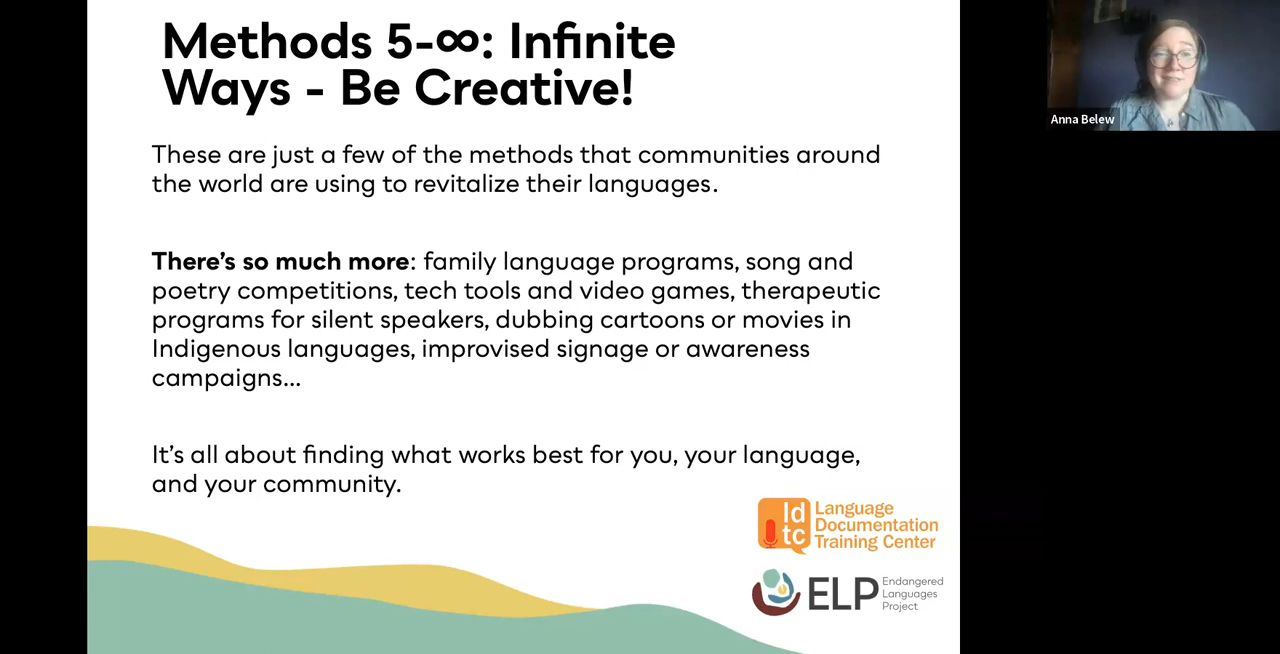 Methods 5-∞: Infinite
Ways - Be Creative!
These are just a few of the methods that communities around
the world are using to revitalize their languages.
There's so much more: family language programs, song and
poetry competitions, tech tools and video games, therapeutic
programs for silent speakers, dubbing cartoons or movies in
Indigenous languages, improvised signage or awareness
campaigns...
It's all about finding what works best for you, your language,
and your community.
ld
tc
Language
Documentation
Training Center
ELP
Endangered
Languages
Project
Anna Belew